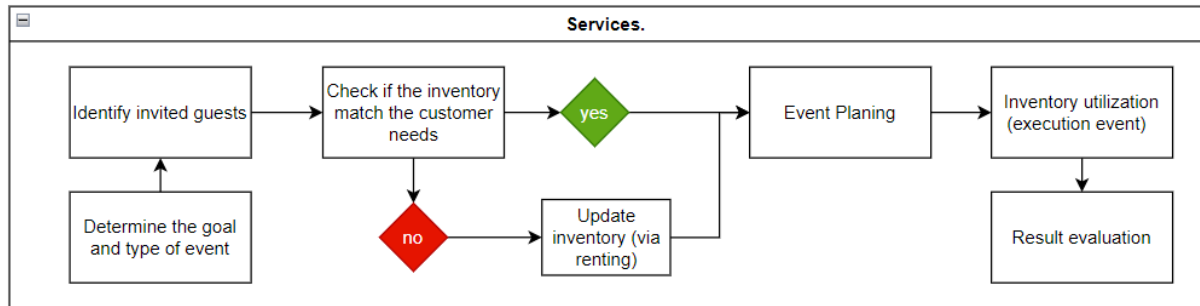 Services.
Identify invited guests
Check if the inventory
match the customer
needs
yes
Event Planing
Inventory utilization
(execution event)
Determine the goal
and type of event
no
Update
inventory (via
renting)
Result evaluation